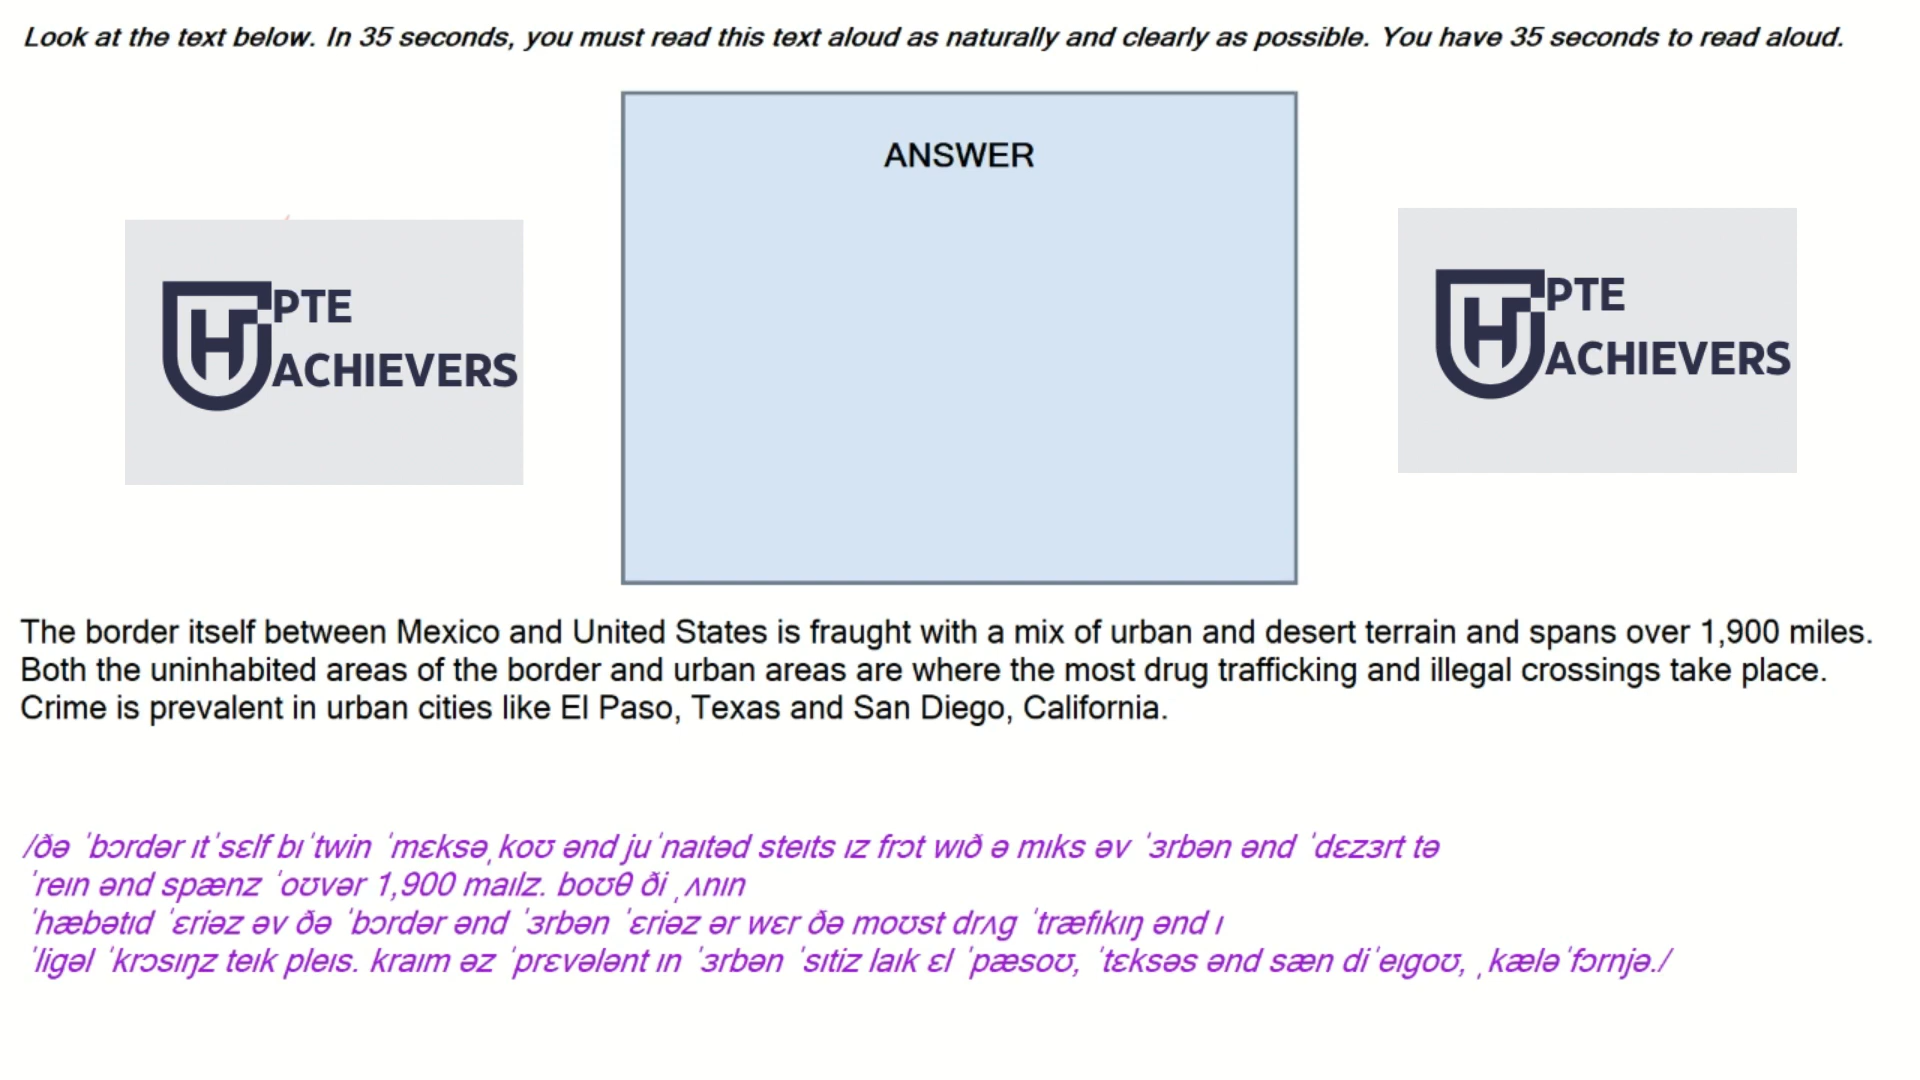 Look at the text below. In 35 seconds, you must read this text aloud as naturally and clearly as possible. You have 35 seconds to read aloud.
ANSWER
PTE
ACHIEVERS
PTE
ACHIEVERS
The border itself between Mexico and United States is fraught with a mix of urban and desert terrain and spans over 1,900 miles.
Both the uninhabited areas of the border and urban areas are where the most drug trafficking and illegal crossings take place.
Crime is prevalent in urban cities like El Paso, Texas and San Diego, California.
/ðə ˈbɔrdər ɪtˈsɛlf bɪˈtwin ˈmɛksəˌkoʊ ənd juˈnaɪtəd steɪts ɪz frɔt wɪð ə mɪks əv ˈɜrbən ənd ˈdɛzɜrt tə
ˈreɪn ənd spænz ˈoʊvər 1,900 maɪlz. boʊθ ði ˌʌnɪn
ˈhæbətɪd ˈɛriəz əv ðə ˈbɔrdər ənd ˈɜrbən ˈɛriəz ər wɛr ðə moʊst drʌg ˈtræfɪkɪŋ ənd ɪ
ˈligəl ˈkrɔsɪŋz teɪk pleɪs. kraɪm əz ˈprɛvələnt ɪn ˈɜrbən ˈsɪtiz laɪk ɛl ˈpæsoʊ, ˈtɛksəs ənd sæn diˈeɪgoʊ, ˌkæləˈfɔrnjə./